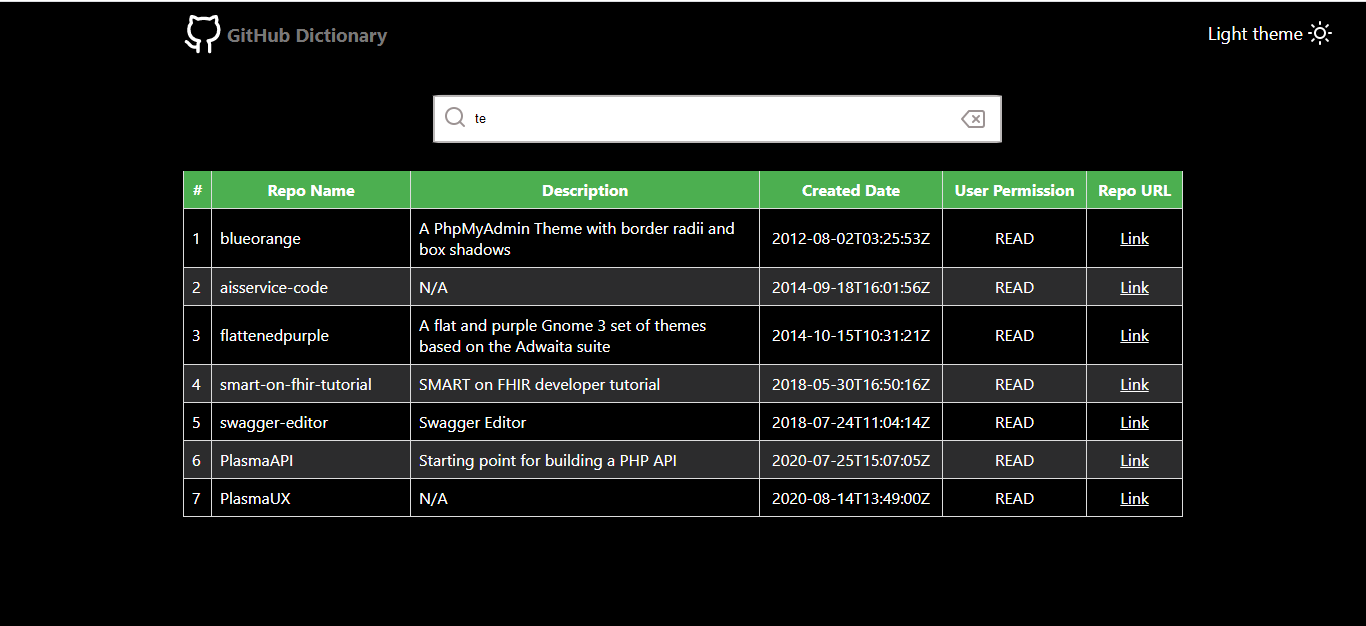 GitHub Dictionary
Light theme
te
# Repo Name Description Created Date User Permission Repo URL
1 blueorange A PhpMyAdmin Theme with border radii and box shadows 2012-08-02T03:25:53Z READ Link
2 aisservice-code N/A 2014-09-18T16:01:56Z READ Link
3 flattenedpurple A flat and purple Gnome 3 set of themes based on the Adwaita suite 2014-10-15T10:31:21Z READ Link
4 smart-on-fhir-tutorial SMART on FHIR developer tutorial 2018-05-30T16:50:16Z READ Link
5 swagger-editor Swagger Editor 2018-07-24T11:04:14Z READ Link
6 PlasmaAPI Starting point for building a PHP API 2020-07-25T15:07:05Z READ Link
7 PlasmaUX N/A 2020-08-14T13:49:00Z READ Link